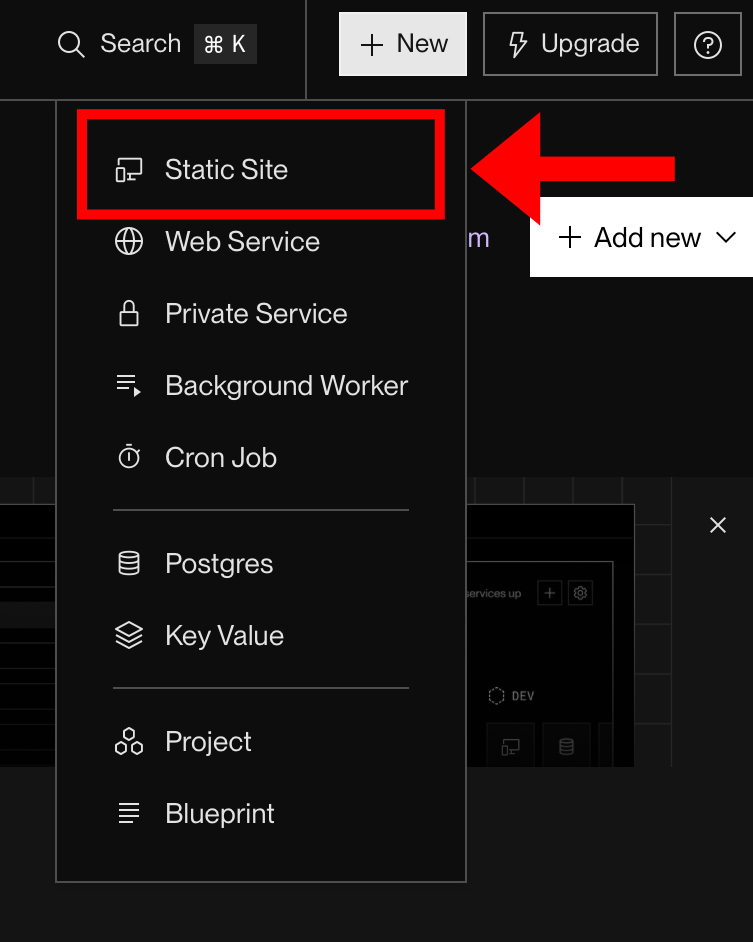 Search ⌘ K
+ New
Upgrade
Static Site
Web Service
m
+ Add new
Private Service
Background Worker
Cron Job
Postgres
services up
Key Value
DEV
Project
Blueprint